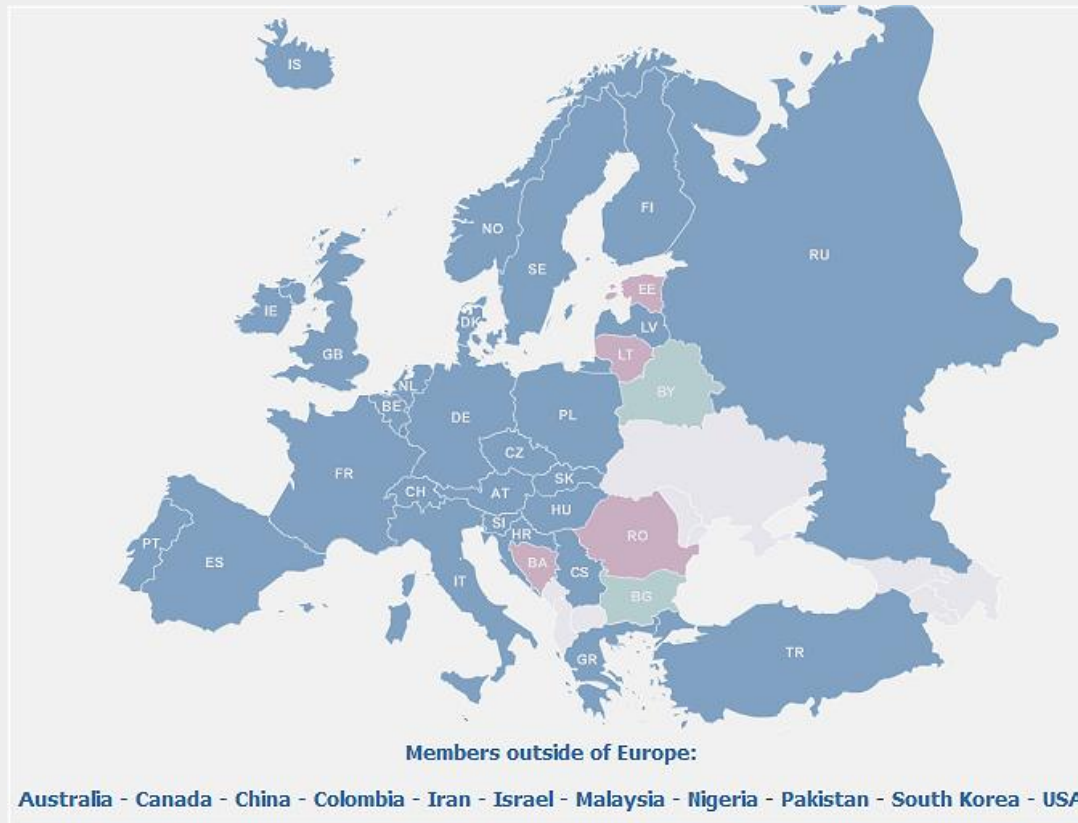 IS
FI
NO
RU
SE
EE
IE
DK
LV
GB
LT
NL
BY
BE
DE
PL
CZ
FR
SK
CH
AT
HU
SI
HR
RO
PT
ES
BA
CS
IT
BG
GR
TR
Members outside of Europe:
Australia - Canada - China - Colombia - Iran - Israel - Malaysia - Nigeria - Pakistan - South Korea - USA